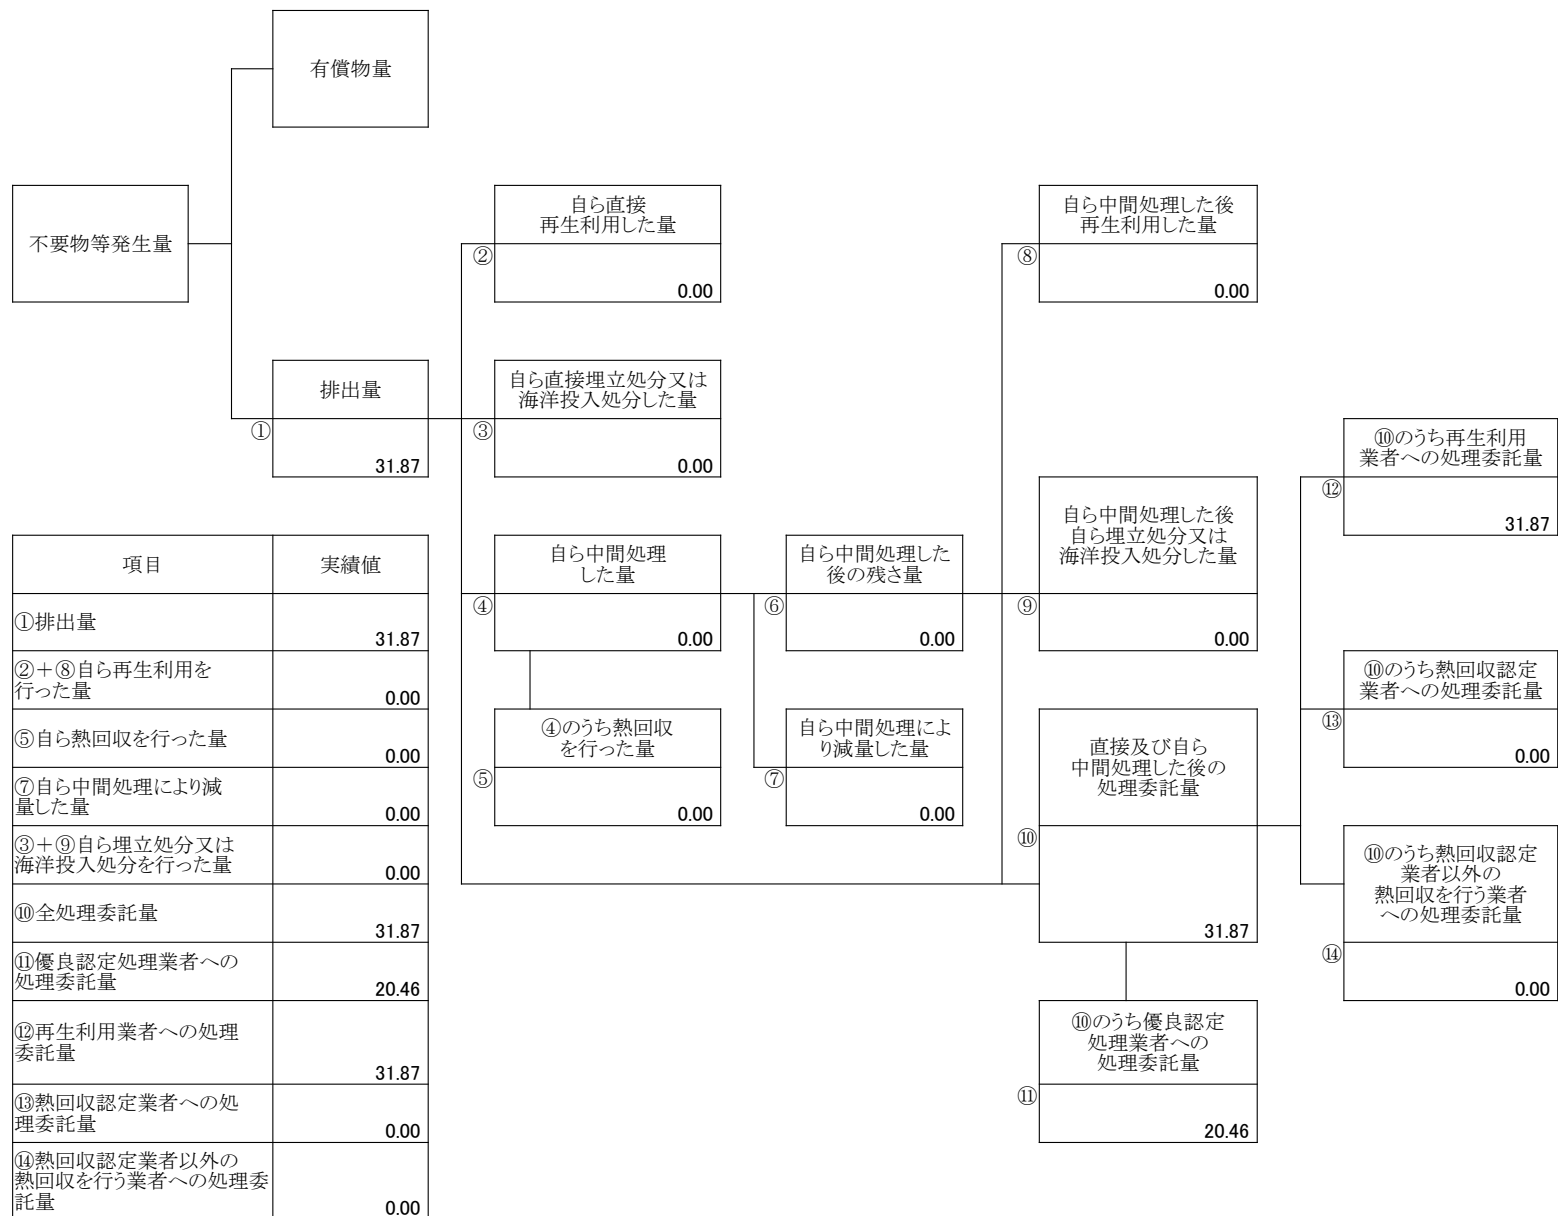 有償物量
不要物等発生量
自ら直接
再生利用した量
②
0.00
自ら中間処理した後
再生利用した量
⑧
0.00
排出量
①
31.87
自ら直接埋立処分又は
海洋投入処分した量
③
0.00
⑩のうち再生利用
業者への処理委託量
⑫
31.87
自ら中間処理
した量
④
0.00
自ら中間処理した
後の残さ量
⑥
0.00
自ら中間処理した後
自ら埋立処分又は
海洋投入処分した量
⑨
0.00
⑩のうち熱回収認定
業者への処理委託量
⑬
0.00
④のうち熱回収
を行った量
⑤
0.00
自ら中間処理によ
り減量した量
⑦
0.00
直接及び自ら
中間処理した後の
処理委託量
⑩
31.87
⑩のうち熱回収認定
業者以外の
熱回収を行う業者
への処理委託量
⑭
0.00
⑩のうち優良認定
処理業者への
処理委託量
⑪
20.46
項目
実績値
①排出量
31.87
②+⑧自ら再生利用を
行った量
0.00
⑤自ら熱回収を行った量
0.00
⑦自ら中間処理により減
量した量
0.00
③+⑨自ら埋立処分又は
海洋投入処分を行った量
0.00
⑩全処理委託量
31.87
⑪優良認定処理業者への
処理委託量
20.46
⑫再生利用業者への処理
委託量
31.87
⑬熱回収認定業者への処
理委託量
0.00
⑭熱回収認定業者以外の
熱回収を行う業者への処理委
託量
0.00